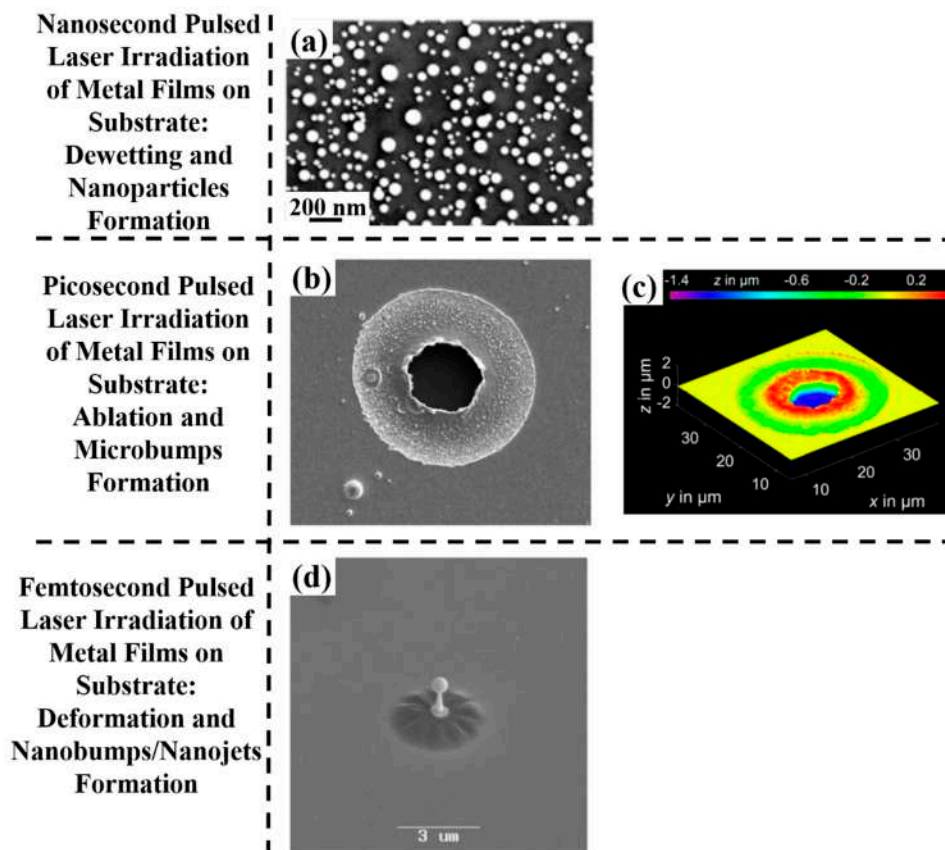 Nanosecond Pulsed
Laser Irradiation
of Metal Films on
Substrate:
Dewetting and
Nanoparticles
Formation
(a)
200 nm
Picosecond Pulsed
Laser Irradiation
of Metal Films on
Substrate:
Ablation and
Microbumps
Formation
(b)
(c)
-1.4 z in µm -0.6 -0.2 0.2
z in µm
2
0
-2
30
20
10
y in µm
10
20
30
x in µm
Femtosecond Pulsed
Laser Irradiation of
Metal Films on
Substrate:
Deformation and
Nanobumps/Nanojets
Formation
(d)
3 um